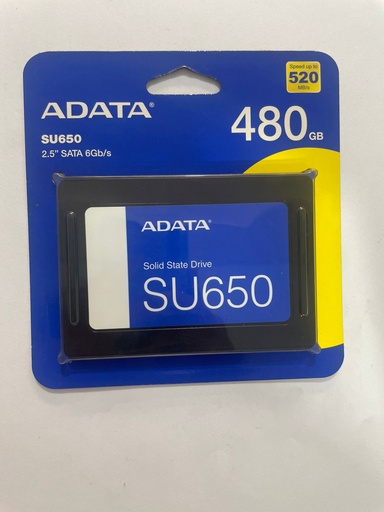 Speed up to
520
MB/s
ADATA®
480 GB
SU650
2.5" SATA 6Gb/s
ADATA®
Solid State Drive
SU650